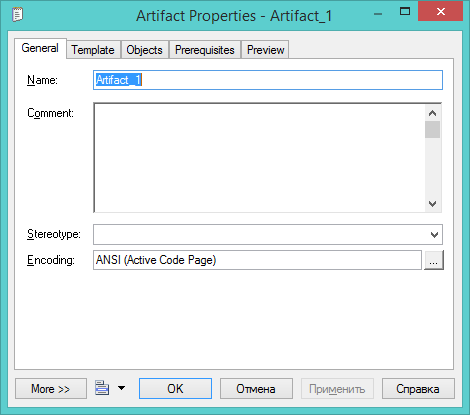 Artifact Properties - Artifact_1
General Template Objects Prerequisites Preview
Name: Artifact_1
Comment:
Stereotype:
Encoding: ANSI (Active Code Page) ...
More >> OK Отмена Применить Справка